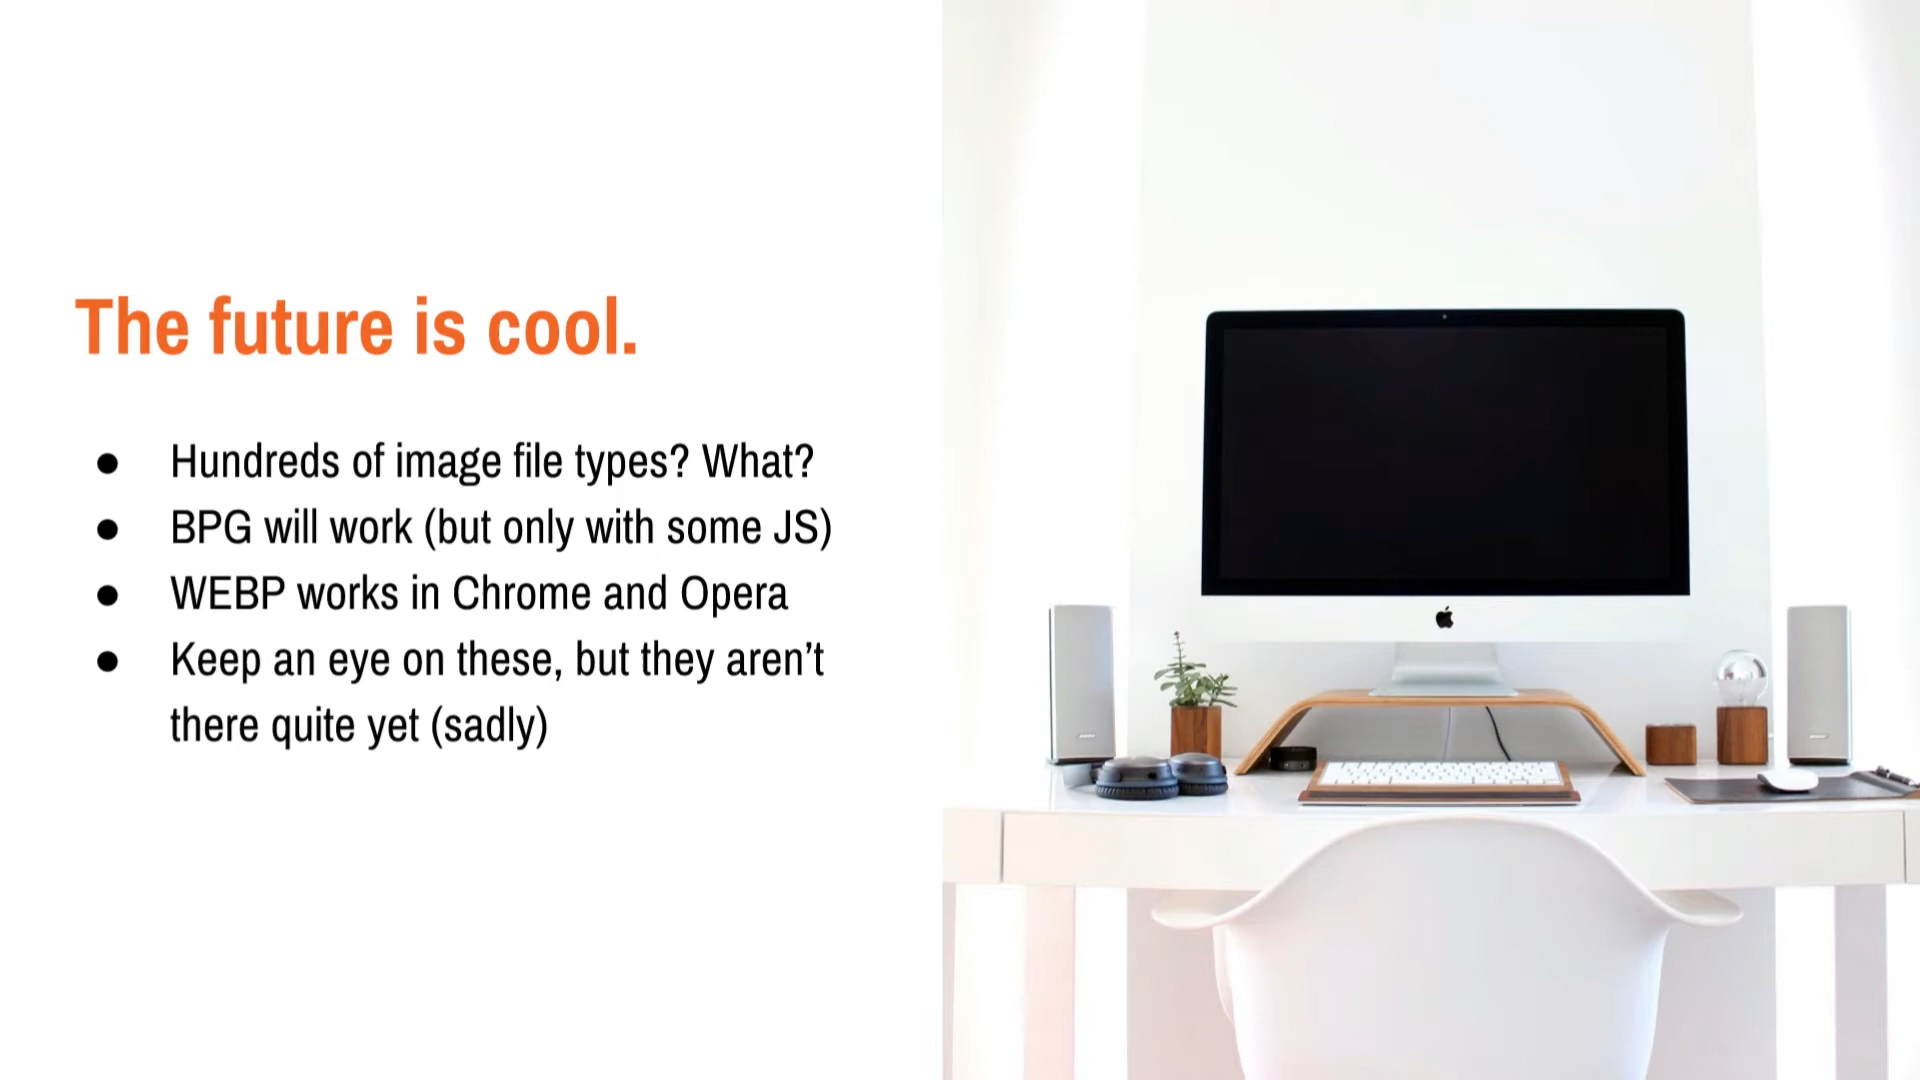 The future is cool.
● Hundreds of image file types? What?
● BPG will work (but only with some JS)
● WEBP works in Chrome and Opera
● Keep an eye on these, but they aren’t
there quite yet (sadly)